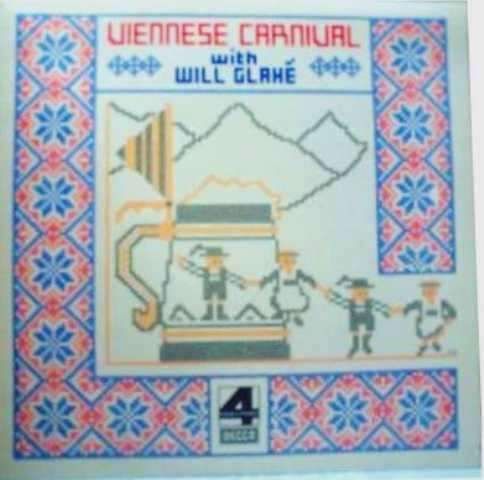 VIENNESE CARNIVAL
with
WILL GLAHÉ
4
DECCA